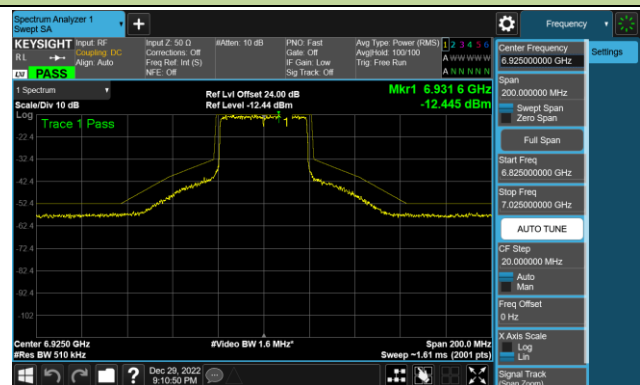 Spectrum Analyzer 1
Swept SA
Frequency
KEYSIGHT
Input: RF
Coupling: DC
Align: Auto
Input Z: 50 Ω
Corrections: Off
Freq Ref: Int (S)
NFE: Off
#Atten: 10 dB
PNO: Fast
Gate: Off
IF Gain: Low
Sig Track: Off
Avg Type: Power (RMS)
Avg|Hold: 100/100
Trig: Free Run
1 2 3 4 5 6
A W W W W W
A N N N N N
R L
LXI
PASS
1 Spectrum
Scale/Div 10 dB
Ref Lvl Offset 24.00 dB
Ref Level -12.44 dBm
Mkr1 6.931 6 GHz
-12.445 dBm
Log
Trace 1 Pass
1
-22.4
-32.4
-42.4
-52.4
-62.4
-72.4
-82.4
-92.4
-102
Center 6.9250 GHz
#Res BW 510 kHz
#Video BW 1.6 MHz*
Span 200.0 MHz
Sweep ~1.61 ms (2001 pts)
Dec 29, 2022
9:10:50 PM
Center Frequency
6.925000000 GHz
Settings
Span
200.000000 MHz
Swept Span
Zero Span
Full Span
Start Freq
6.825000000 GHz
Stop Freq
7.025000000 GHz
AUTO TUNE
CF Step
20.000000 MHz
Auto
Man
Freq Offset
0 Hz
X Axis Scale
Log
Lin
Signal Track
(Span Zoom)